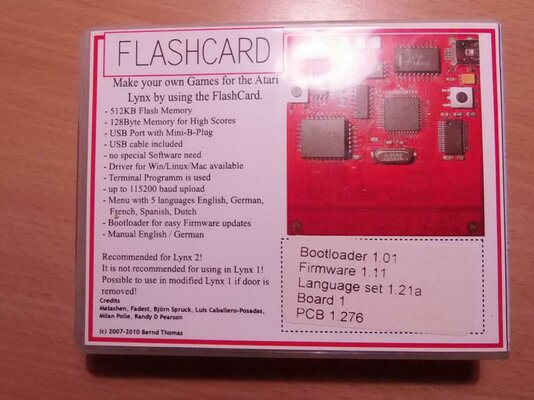 FLASHCARD
Make your own Games for the Atari
Lynx by using the FlashCard.
- 512KB Flash Memory
- 128Byte Memory for High Scores
- USB Port with Mini-B-Plug
- USB cable included
- no special Software need
- Driver for Win/Linux/Mac available
- Terminal Programm is used
- up to 115200 baud upload
- Menu with 5 languages English, German,
French, Spanish, Dutch
- Bootloader for easy Firmware updates
- Manual English / German
Recommended for Lynx 2!
It is not recommended for using in Lynx 1!
Possible to use in modified Lynx 1 if door is
removed!
Credits
Matashen, Fadest, Björn Spruck, Luis Caballero-Posadas,
Milan Polle, Randy D Pearson
(c) 2007-2010 Bernd Thomas
Bootloader 1.01
Firmware 1.11
Language set 1.21a
Board 1
PCB 1 276